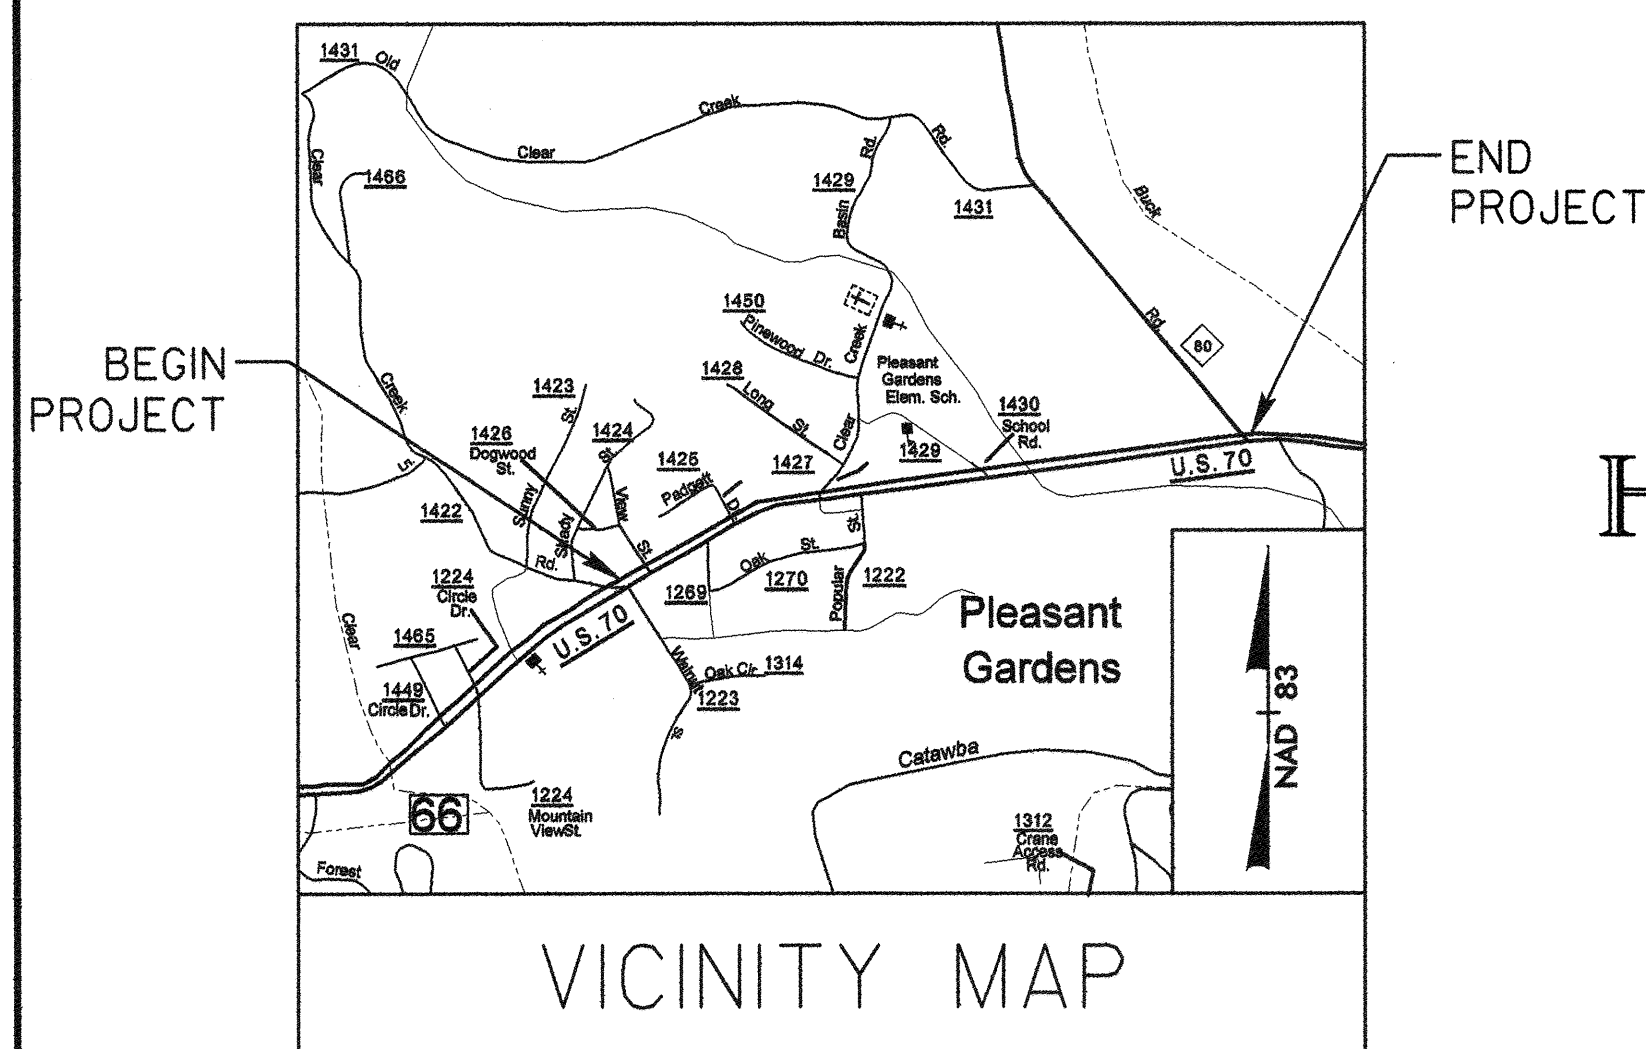 1431
Old
Creek
Clear
Rd.
Rd.
Clear
1466
1429
1431
Basin
Buck
END
PROJECT
1450
Pinewood Dr.
Creek
Rd.
80
BEGIN
PROJECT
1428
Long St.
Pleasant
Gardens
Elem. Sch.
Creek
1423
St.
1424
St.
1426
Dogwood
St.
1430
School
Rd.
Clear
1429
1425
Padgett Dr.
1427
U.S. 70
Ln.
1422
Sunny
Shady
View St.
St.
H
Rd.
Oak St.
1224
Circle
Dr.
1269
1270
Popular
1222
Clear
1465
U.S. 70
Pleasant
Gardens
Walnut
Oak Cir.
1314
1449
Circle Dr.
1223
St.
NAD '83
Catawba
66
1224
Mountain
View St.
1312
Crane
Access
Rd.
Forest
VICINITY MAP